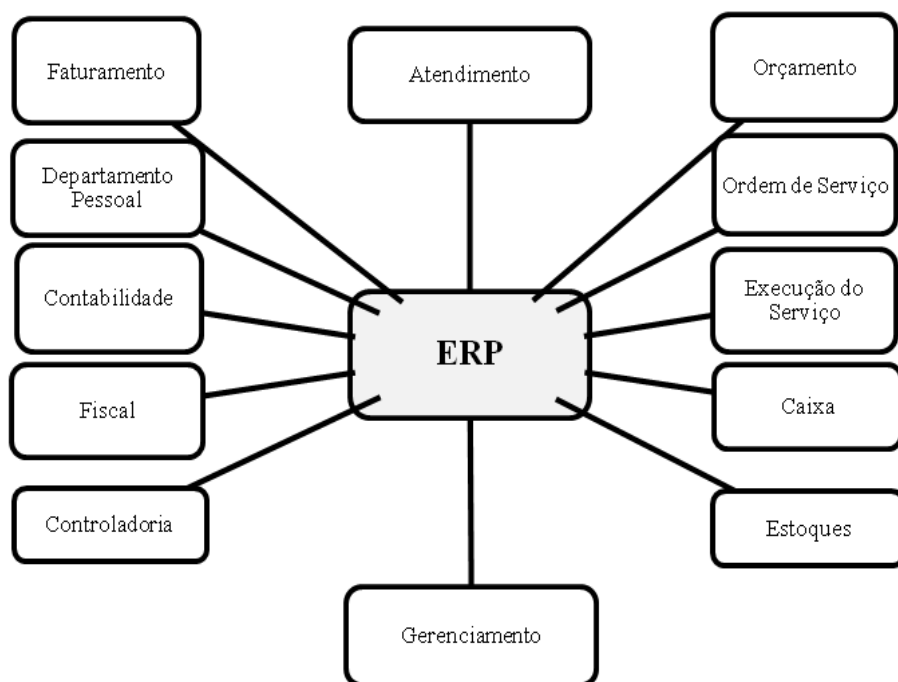 Faturamento
Atendimento
Orçamento
Departamento
Pessoal
Ordem de Serviço
Contabilidade
Execução do
Serviço
ERP
Fiscal
Caixa
Controladoria
Estoques
Gerenciamento